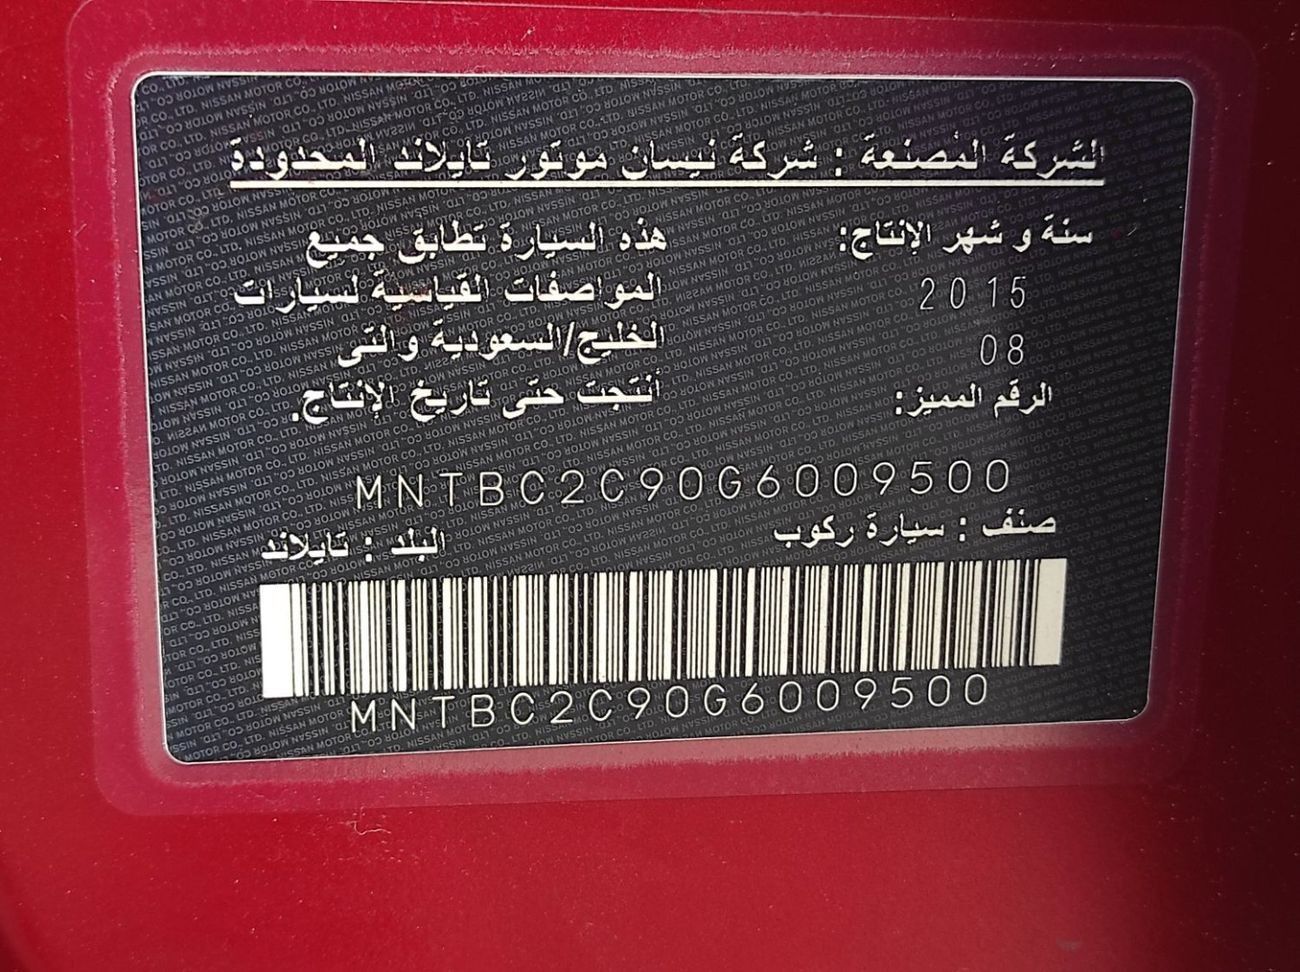 الشركة المصنعة : شركة نيسان موتور تايلاند المحدودة
سنة و شهر الإنتاج:
2015
08
الرقم المميز:
هذه السيارة تطابق جميع
المواصفات القياسية لسيارات
الخليج/السعودية والتى
أنتجت حتى تاريخ الإنتاج.
MNTBC2C90G6009500
صنف : سيارة ركوب
البلد : تايلاند
MNTBC2C90G6009500